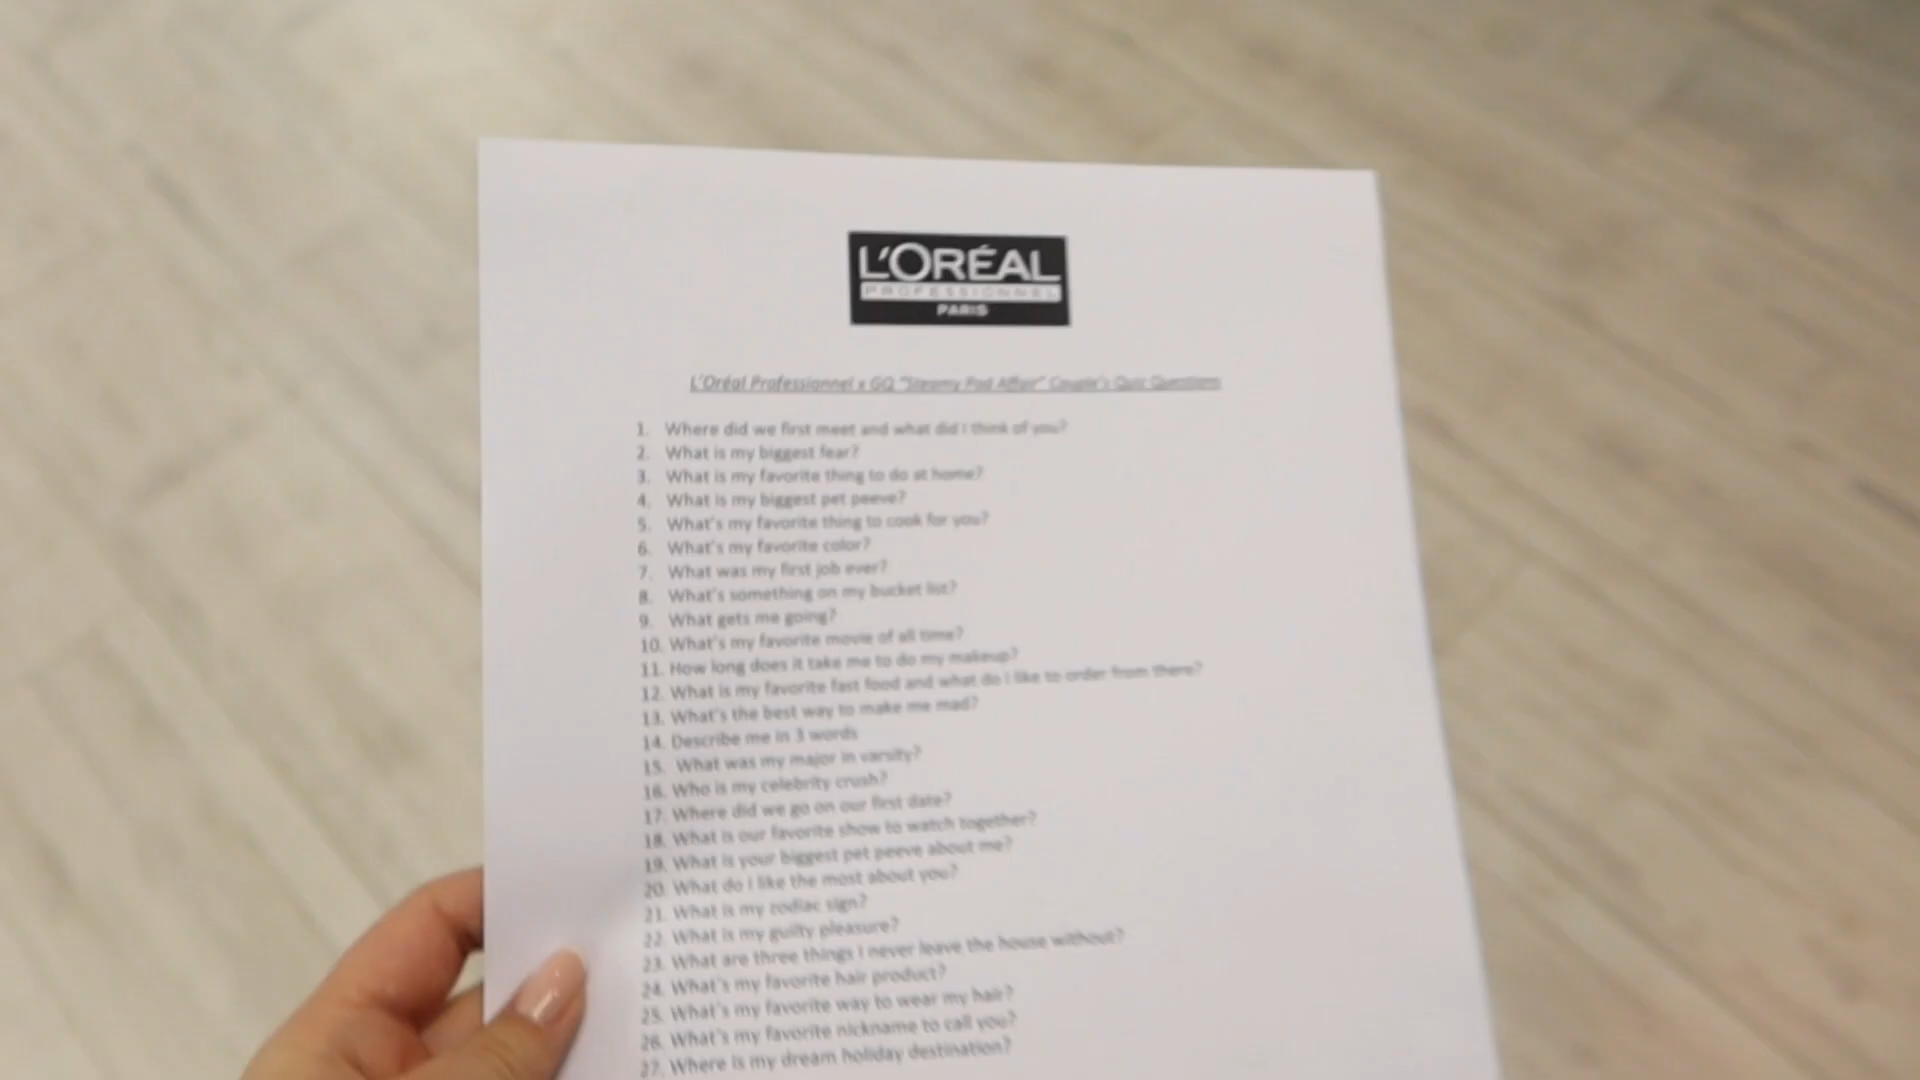 L'ORÉAL
PROFESSIONNEL
PARIS
L'Oréal Professionnel x GQ "Steamy Pod Affair" Couple's Quiz Questions
1. Where did we first meet and what did I think of you?
2. What is my biggest fear?
3. What is my favorite thing to do at home?
4. What is my biggest pet peeve?
5. What's my favorite thing to cook for you?
6. What's my favorite color?
7. What was my first job ever?
8. What's something on my bucket list?
9. What gets me going?
10. What's my favorite movie of all time?
11. How long does it take me to do my makeup?
12. What is my favorite fast food and what do I like to order from there?
13. What's the best way to make me mad?
14. Describe me in 3 words
15. What was my major in varsity?
16. Who is my celebrity crush?
17. Where did we go on our first date?
18. What is our favorite show to watch together?
19. What is your biggest pet peeve about me?
20. What do I like the most about you?
21. What is my zodiac sign?
22. What is my guilty pleasure?
23. What are three things I never leave the house without?
24. What's my favorite hair product?
25. What's my favorite way to wear my hair?
26. What's my favorite nickname to call you?
27. Where is my dream holiday destination?